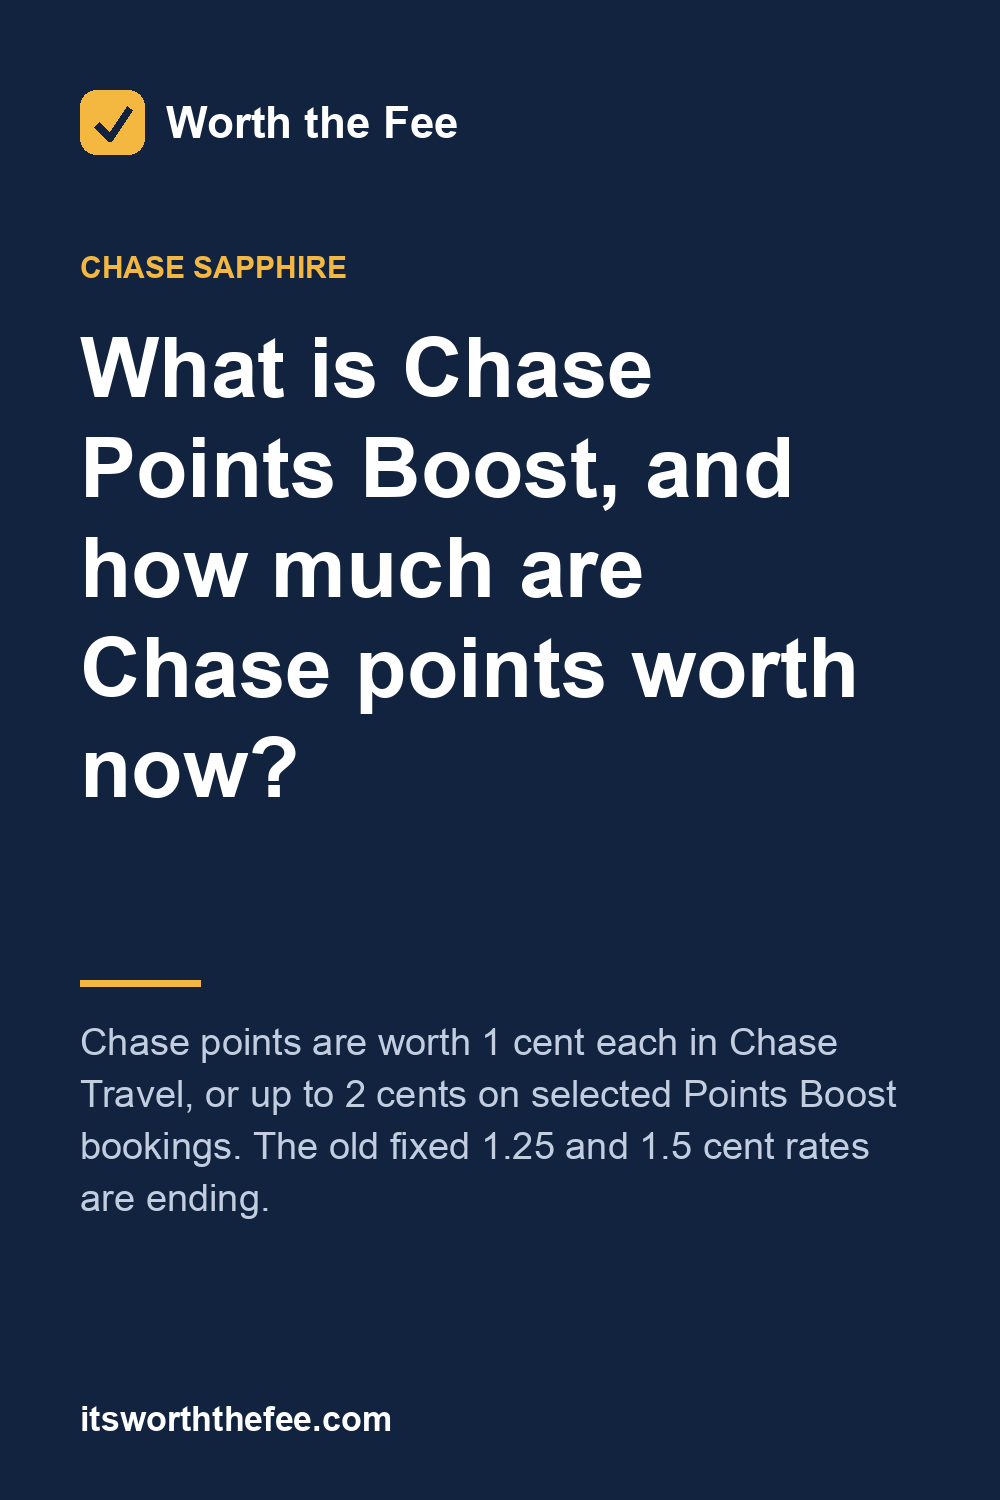 Worth the Fee
CHASE SAPPHIRE
What is Chase
Points Boost, and
how much are
Chase points worth
now?
Chase points are worth 1 cent each in Chase
Travel, or up to 2 cents on selected Points Boost
bookings. The old fixed 1.25 and 1.5 cent rates
are ending.
itsworththefee.com